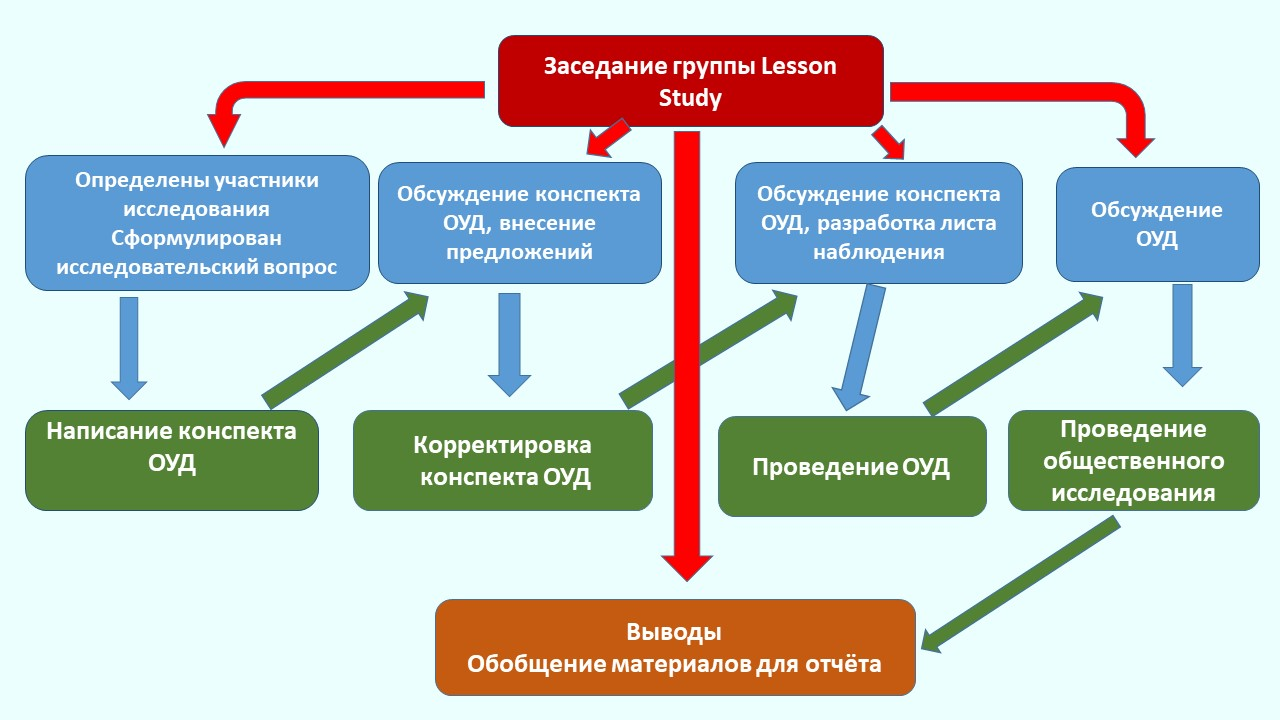 Заседание группы Lesson
Study
Определены участники
исследования
Сформулирован
исследовательский вопрос
Обсуждение конспекта
ОУД, внесение
предложений
Обсуждение конспекта
ОУД, разработка листа
наблюдения
Обсуждение
ОУД
Написание конспекта
ОУД
Корректировка
конспекта ОУД
Проведение ОУД
Проведение
общественного
исследования
Выводы
Обобщение материалов для отчёта